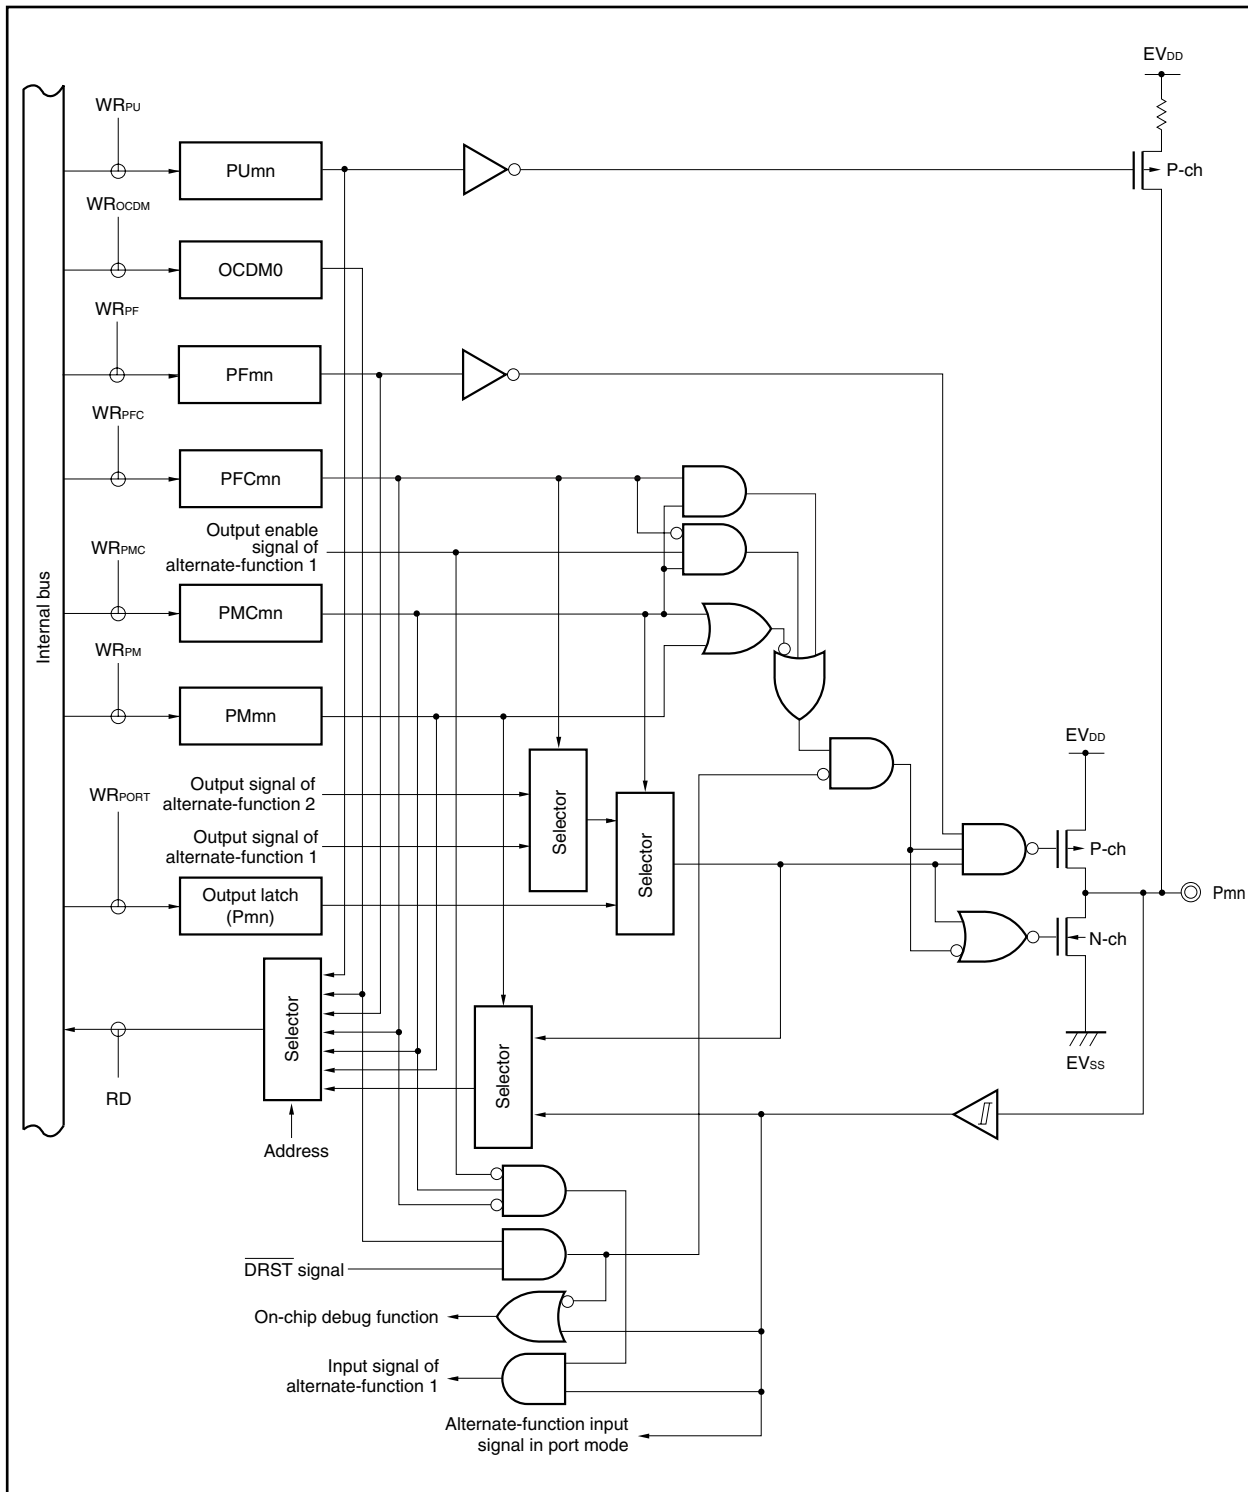 EVDD
WRPU
PUmn
P-ch
WROCDM
OCDM0
WRPF
PFmn
WRPFC
PFCmn
Output enable
signal of
alternate-function 1
WRPMC
PMCmn
Internal bus
WRPM
PMmn
EVDD
Output signal of
alternate-function 2
WRPORT
Output signal of
alternate-function 1
Selector
Selector
P-ch
Output latch
(Pmn)
Pmn
N-ch
Selector
Selector
EVSS
RD
Address
DRST signal
On-chip debug function
Input signal of
alternate-function 1
Alternate-function input
signal in port mode